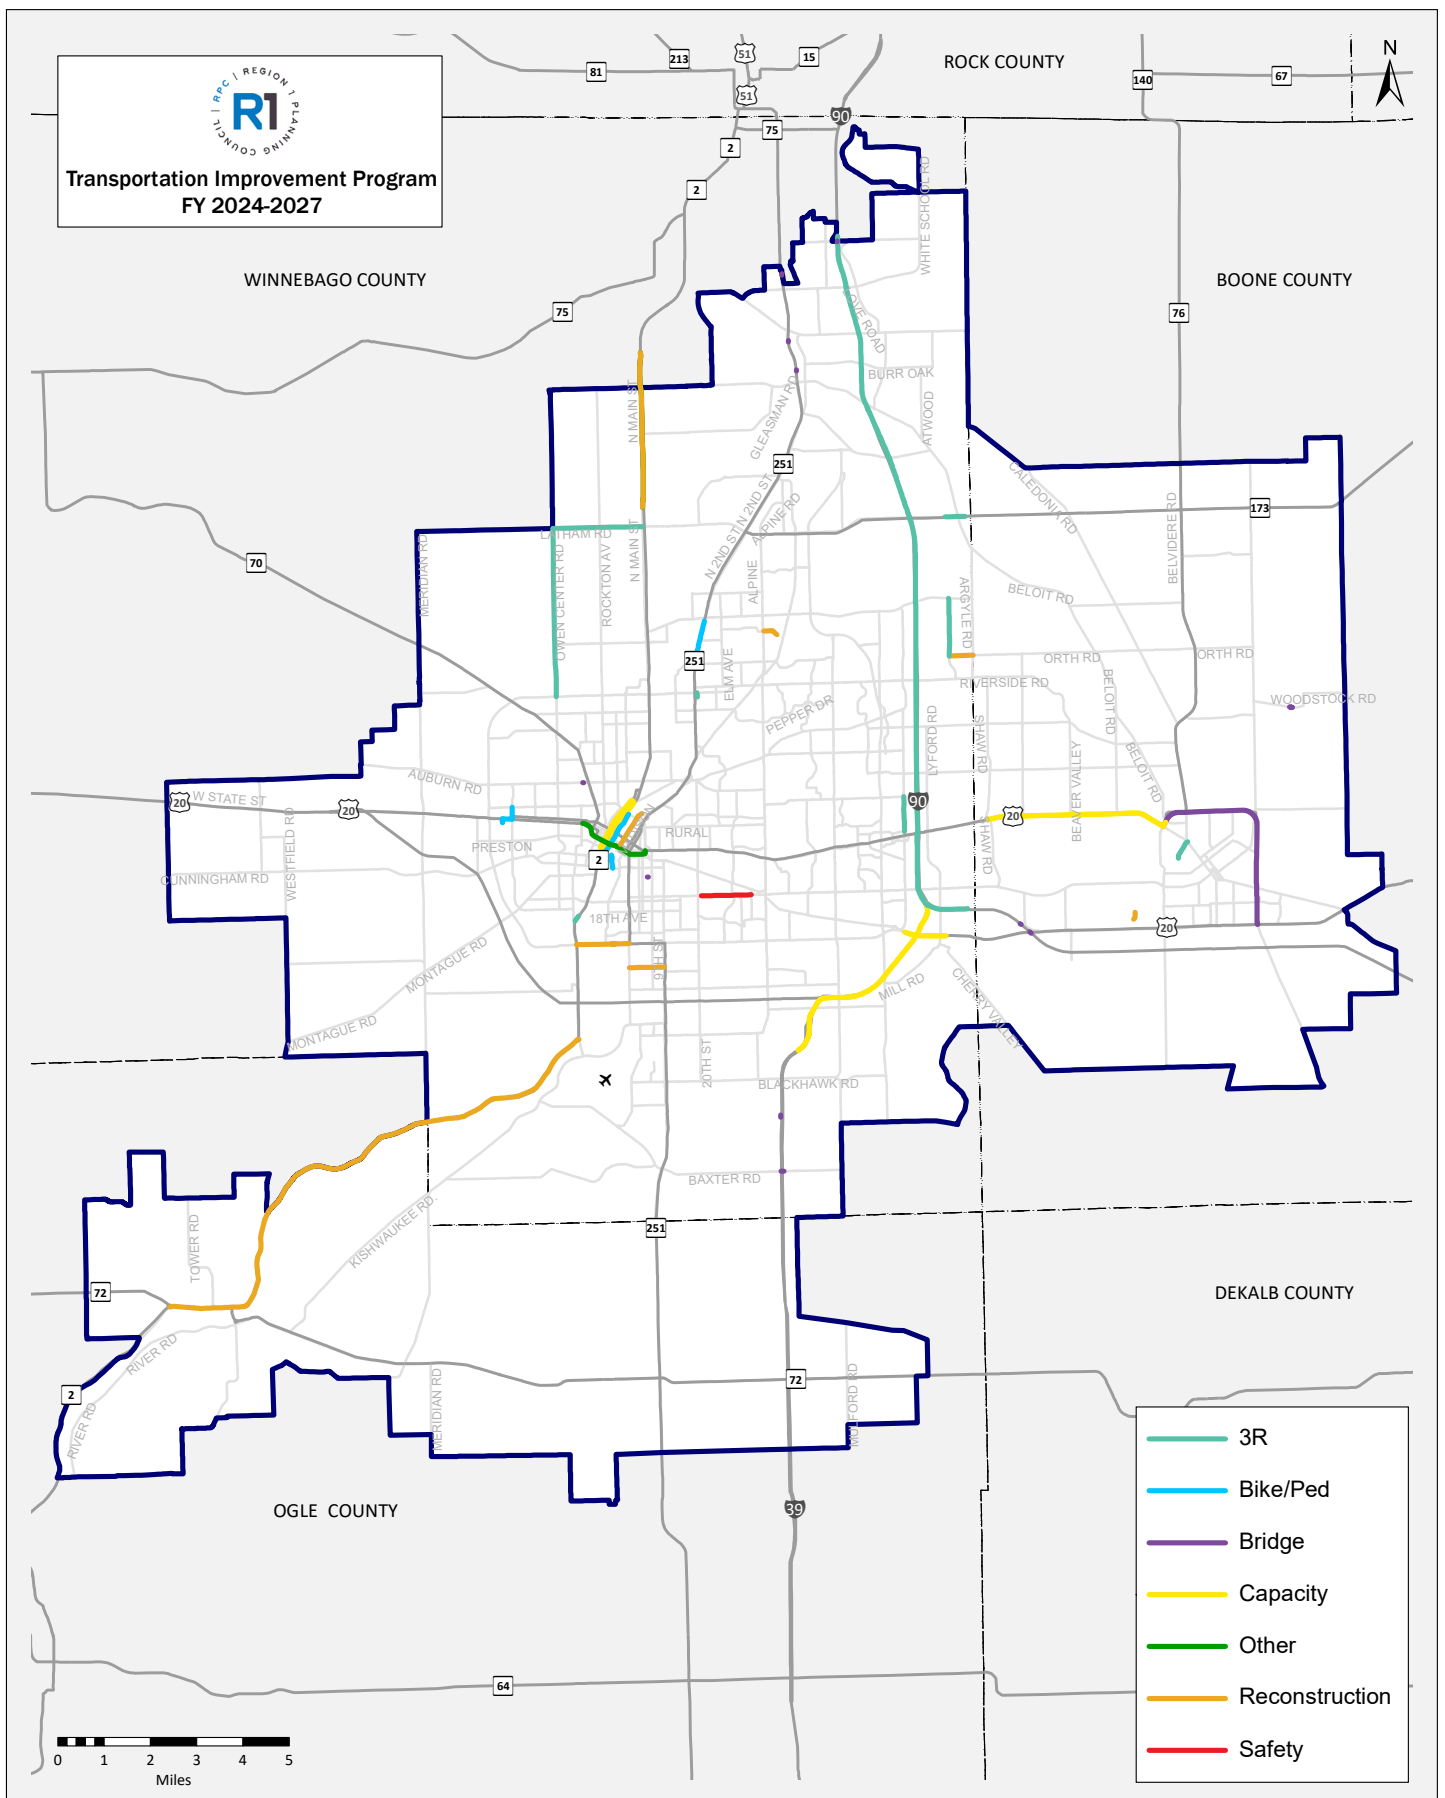 RPC | REGION 1 PLANNING COUNCIL |
R1
Transportation Improvement Program
FY 2024-2027
N
ROCK COUNTY
WINNEBAGO COUNTY
BOONE COUNTY
DEKALB COUNTY
OGLE COUNTY
81
213
51
15
51
140
67
75
90
2
2
75
76
251
173
70
251
20
20
90
20
2
20
251
72
2
72
39
64
WHITE SCHOOL RD
LOVE ROAD
BURR OAK
ATWOOD
N MAIN ST
GLEASMAN RD
CALEDONIA RD
N 2ND ST
N 2ND ST
ALPINE RD
BELVIDERE RD
LATHAM RD
MERIDIAN RD
OWEN CENTER RD
ROCKTON AV
N MAIN ST
ALPINE
ARGYLE RD
BELOIT RD
ORTH RD
ORTH RD
ELM AVE
RIVERSIDE RD
BELOIT RD
WOODSTOCK RD
PEPPER DR
LYFORD RD
SHAW RD
BEAVER VALLEY
BELOIT RD
AUBURN RD
W STATE ST
WESTFIELD RD
PRESTON
RURAL
SHAW RD
CUNNINGHAM RD
18TH AVE
9TH ST
MONTAGUE RD
MILL RD
CHERRY VALLEY
MONTAGUE RD
20TH ST
BLACKHAWK RD
BAXTER RD
KISHWAUKEE RD.
TOWER RD
RIVER RD
RIVER RD
MERIDIAN RD
MULFORD RD
3R
Bike/Ped
Bridge
Capacity
Other
Reconstruction
Safety
0 1 2 3 4 5
Miles